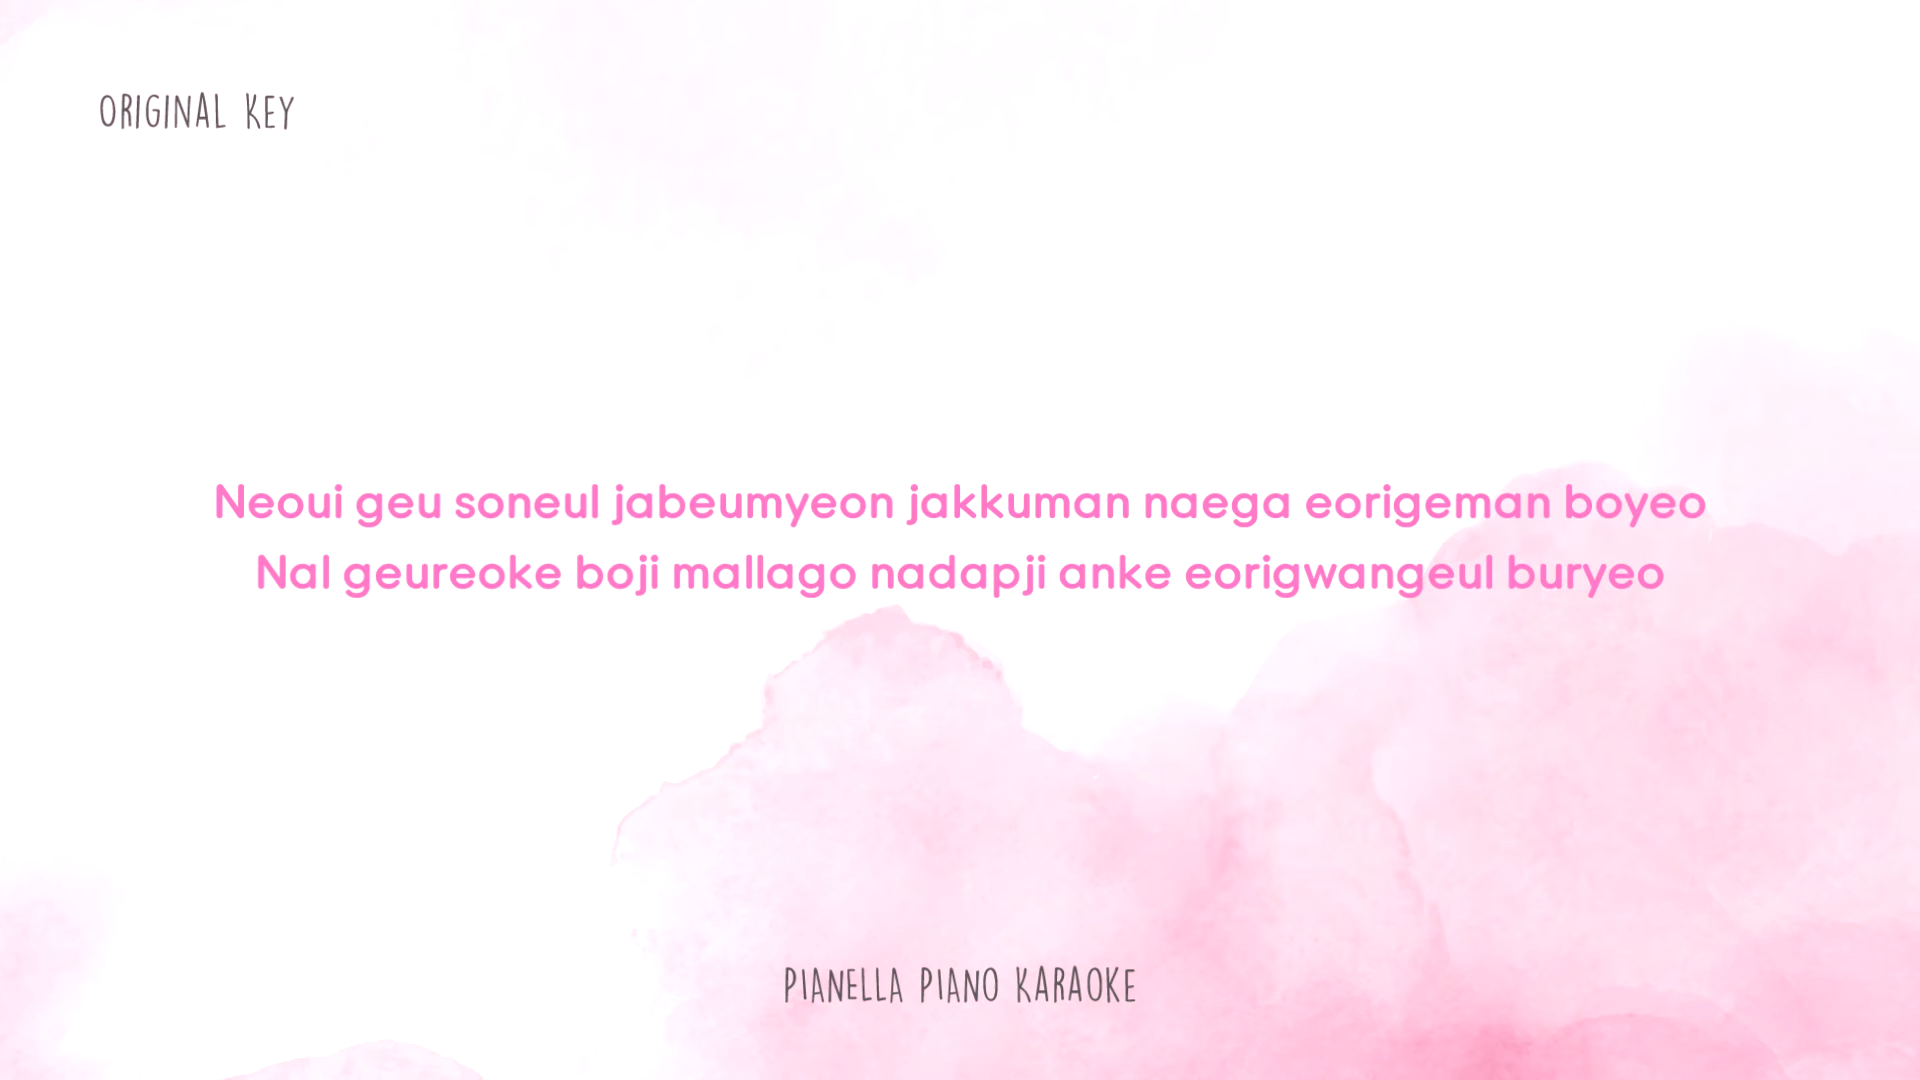 ORIGINAL KEY
Neoui geu soneul jabeumyeon jakkuman naega eorigeman boyeo
Nal geureoke boji mallago nadapji anke eorigwangeul buryeo
PIANELLA PIANO KARAOKE